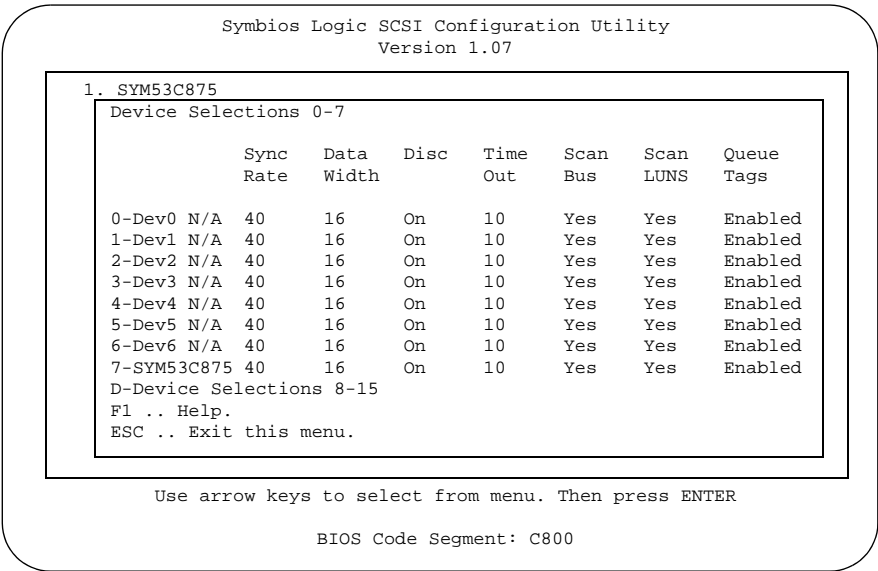 Symbios Logic SCSI Configuration Utility
Version 1.07
1. SYM53C875
Device Selections 0-7
Sync Data Disc Time Scan Scan Queue
Rate Width Out Bus LUNS Tags
0-Dev0 N/A 40 16 On 10 Yes Yes Enabled
1-Dev1 N/A 40 16 On 10 Yes Yes Enabled
2-Dev2 N/A 40 16 On 10 Yes Yes Enabled
3-Dev3 N/A 40 16 On 10 Yes Yes Enabled
4-Dev4 N/A 40 16 On 10 Yes Yes Enabled
5-Dev5 N/A 40 16 On 10 Yes Yes Enabled
6-Dev6 N/A 40 16 On 10 Yes Yes Enabled
7-SYM53C875 40 16 On 10 Yes Yes Enabled
D-Device Selections 8-15
F1 .. Help.
ESC .. Exit this menu.
Use arrow keys to select from menu. Then press ENTER
BIOS Code Segment: C800